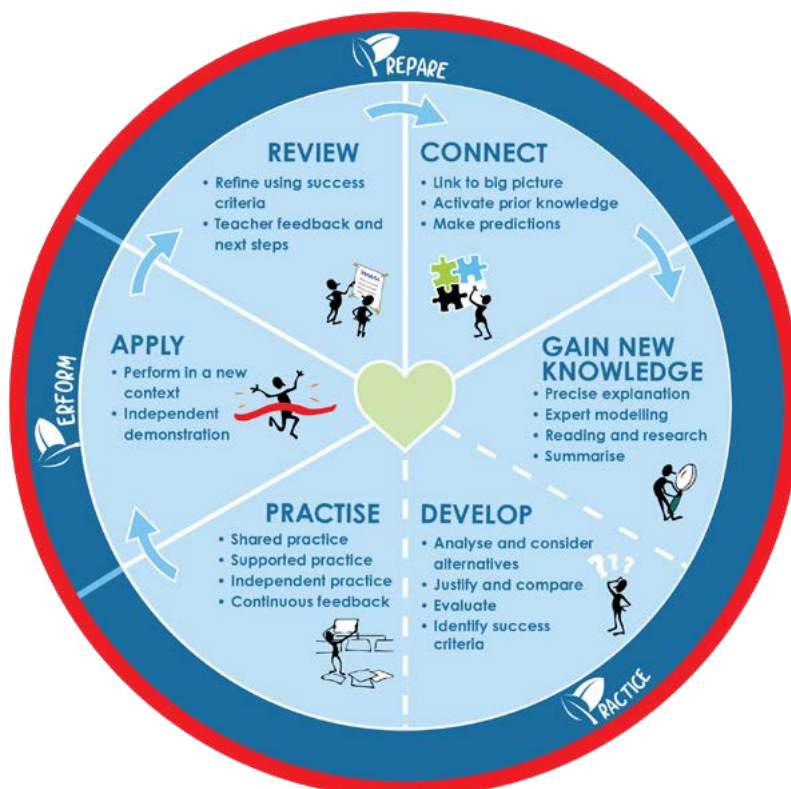 PREPARE
REVIEW
• Refine using success
criteria
• Teacher feedback and
next steps
CONNECT
• Link to big picture
• Activate prior knowledge
• Make predictions
GAIN NEW
KNOWLEDGE
• Precise explanation
• Expert modelling
• Reading and research
• Summarise
DEVELOP
• Analyse and consider
alternatives
• Justify and compare
• Evaluate
• Identify success
criteria
???
PRACTICE
PRACTISE
• Shared practice
• Supported practice
• Independent practice
• Continuous feedback
APPLY
• Perform in a new
context
• Independent
demonstration
PERFORM